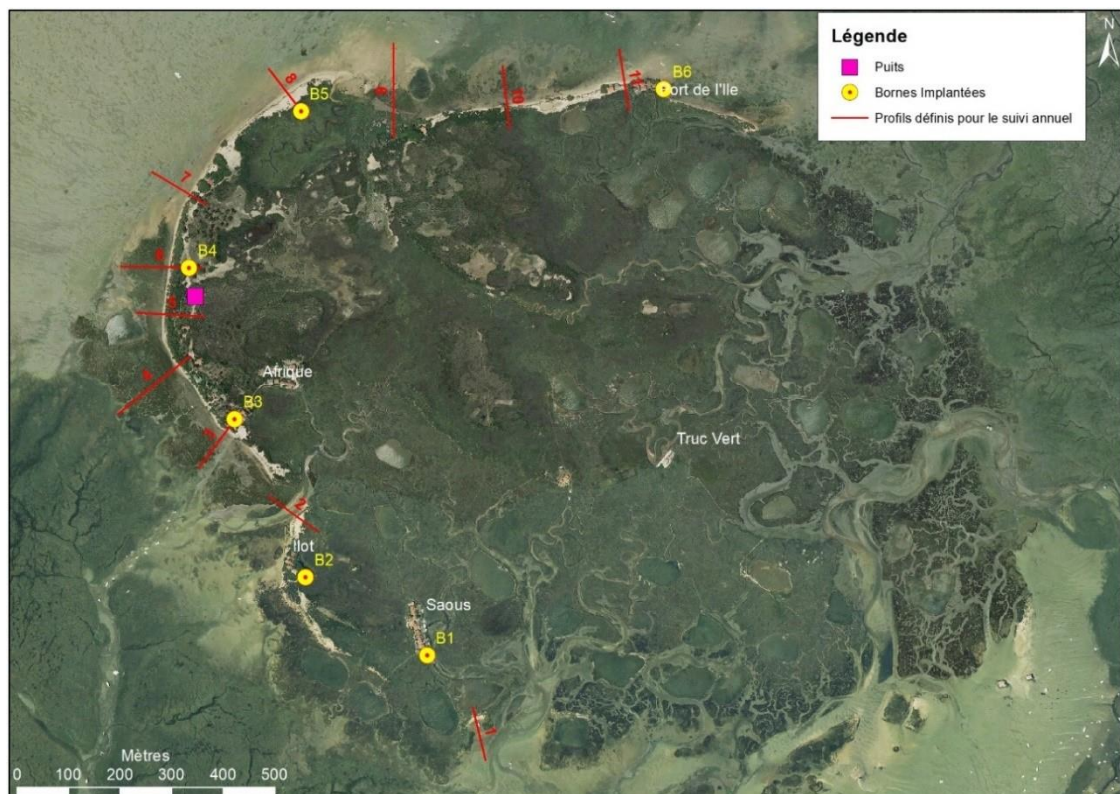 N
Légende
Puits
Bornes Implantées
Profils définis pour le suivi annuel
8
B5
9
10
11
B6
Port de l'Ile
7
B4
6
5
4
Afrique
B3
3
Truc Vert
2
Ilot
B2
Saous
B1
1
Mètres
0 100 200 300 400 500